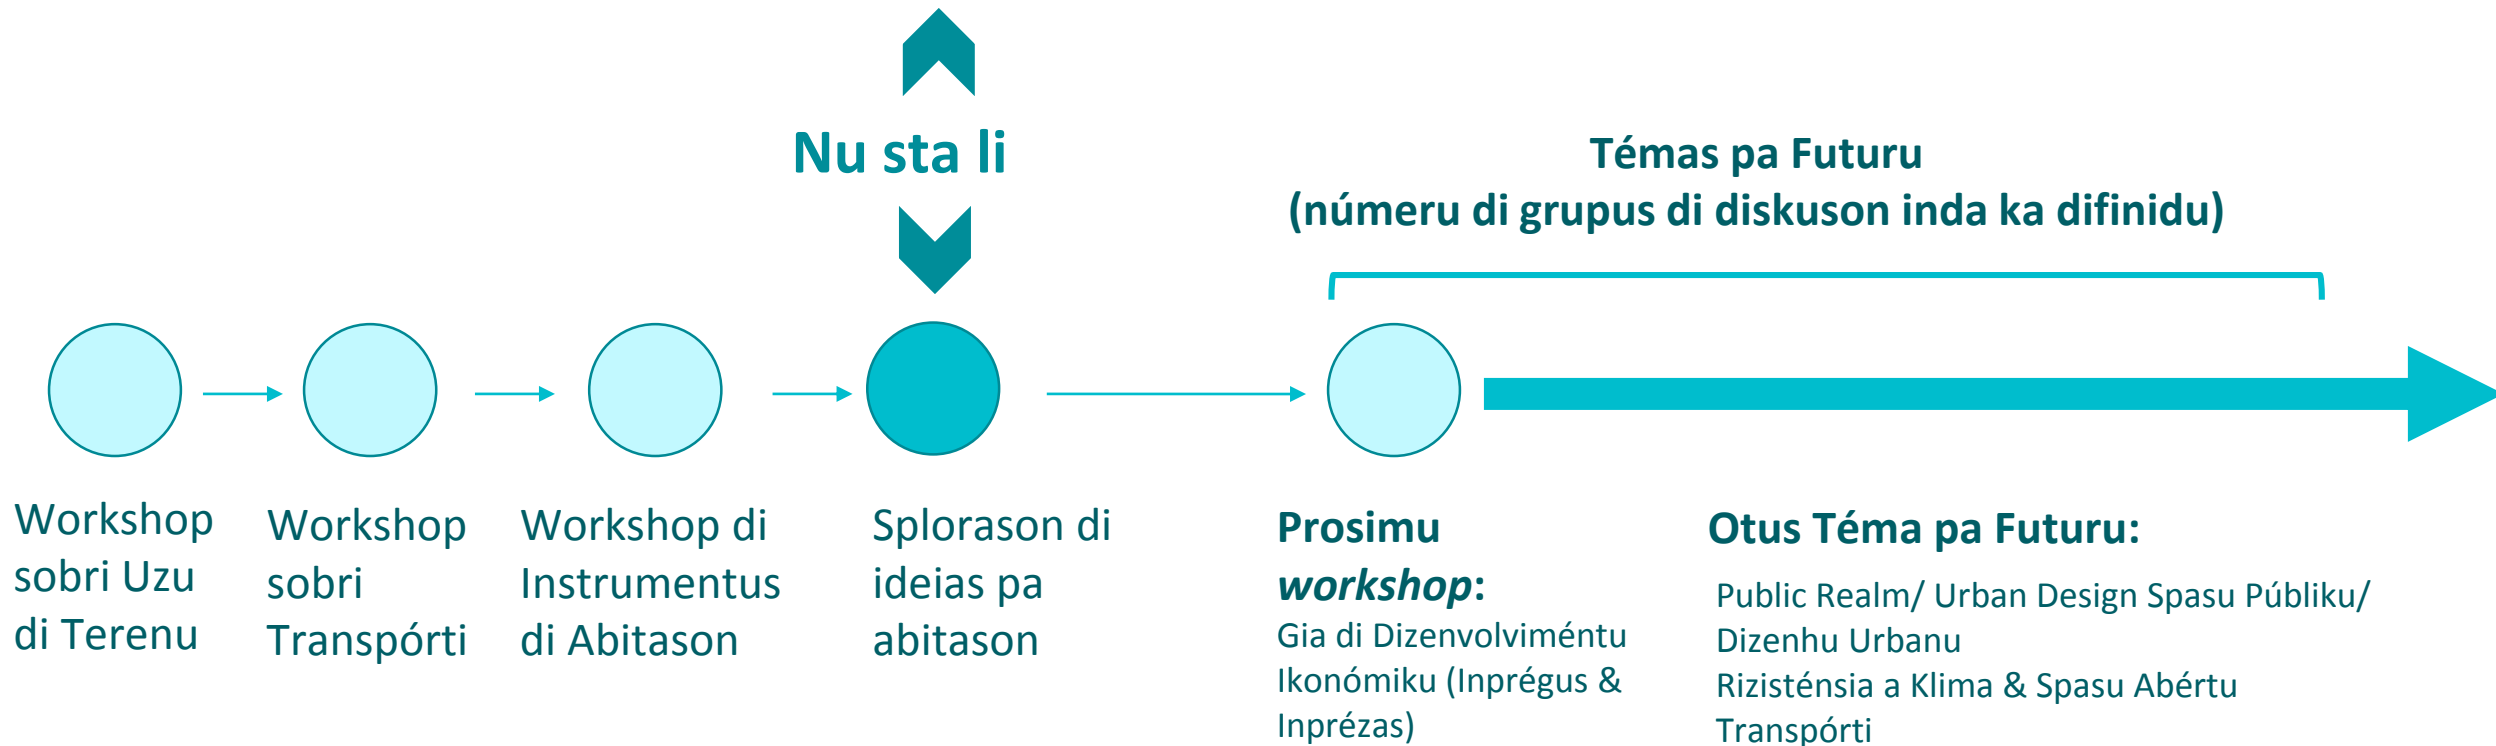 Nu sta li
Témas pa Futuru
(númeru di grupus di diskuson inda ka difinidu)
Workshop
sobri Uzu
di Terenu
Workshop
sobri
Transpórti
Workshop di
Instrumentus
di Abitason
Splorason di
ideias pa
abitason
Prosimu
workshop:
Gia di Dizenvolviméntu
Ikonómiku (Inprégus &
Inprézas)
Otus Téma pa Futuru:
Public Realm/ Urban Design Spasu Públiku/
Dizenhu Urbanu
Rizisténsia a Klima & Spasu Abértu
Transpórti